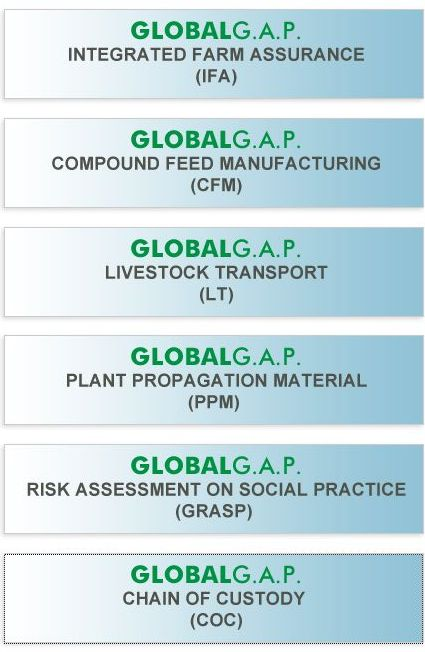 GLOBALG.A.P.
INTEGRATED FARM ASSURANCE
(IFA)
GLOBALG.A.P.
COMPOUND FEED MANUFACTURING
(CFM)
GLOBALG.A.P.
LIVESTOCK TRANSPORT
(LT)
GLOBALG.A.P.
PLANT PROPAGATION MATERIAL
(PPM)
GLOBALG.A.P.
RISK ASSESSMENT ON SOCIAL PRACTICE
(GRASP)
GLOBALG.A.P.
CHAIN OF CUSTODY
(COC)